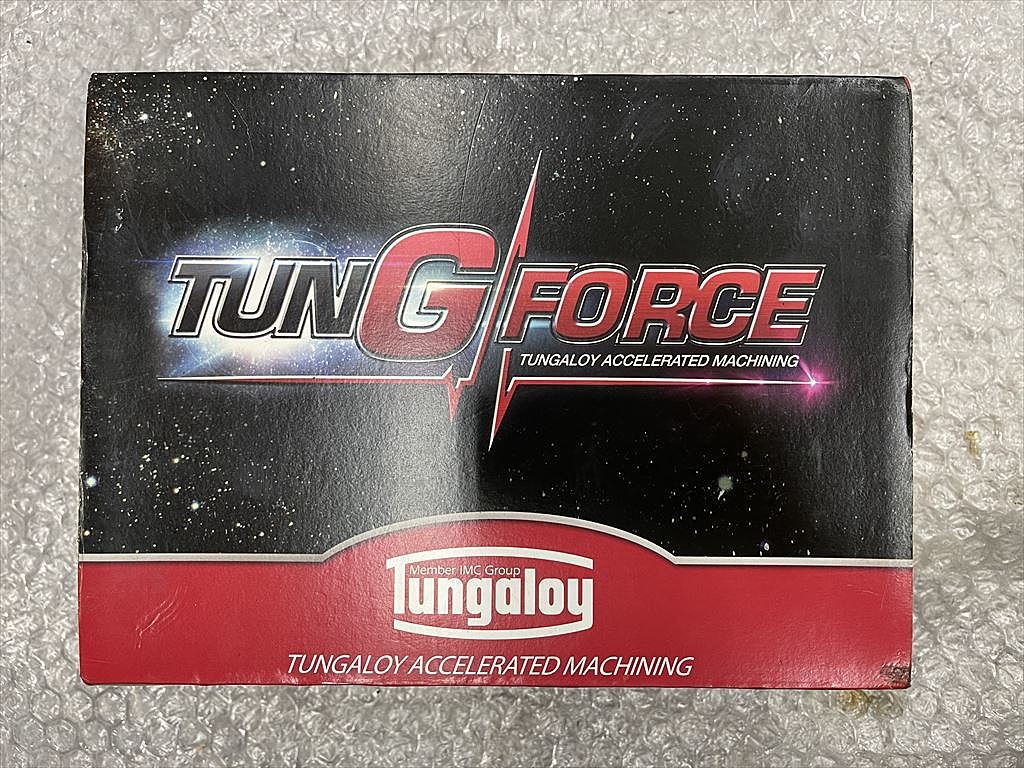 TUNGFORCE
TUNGALOY ACCELERATED MACHINING
Member IMC Group
Tungaloy
TUNGALOY ACCELERATED MACHINING